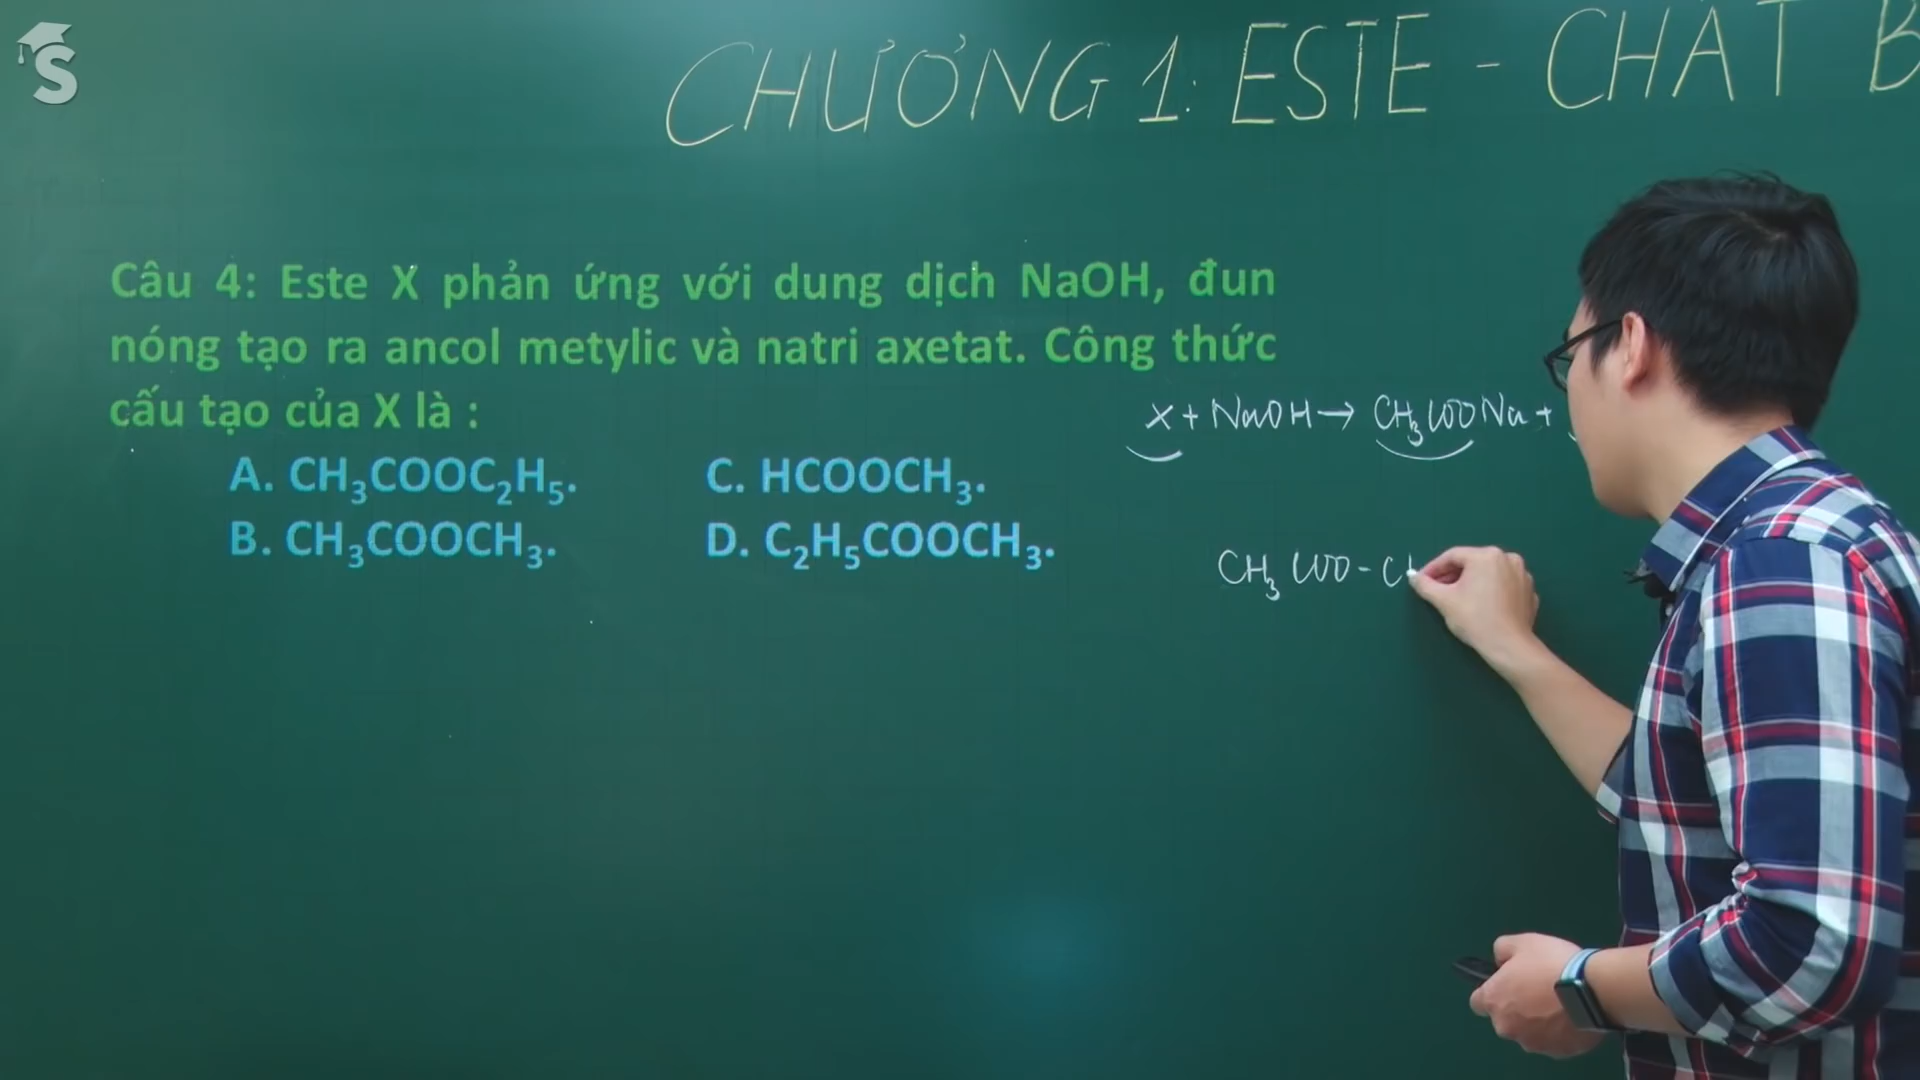 S
CHƯƠNG 1: ESTE - CHẤT B
Câu 4: Este X phản ứng với dung dịch NaOH, đun
nóng tạo ra ancol metylic và natri axetat. Công thức
cấu tạo của X là :
A. CH₃COOC₂H₅.
C. HCOOCH₃.
B. CH₃COOCH₃.
D. C₂H₅COOCH₃.
X + NaOH → CH₃COONa +
CH₃COO-CH